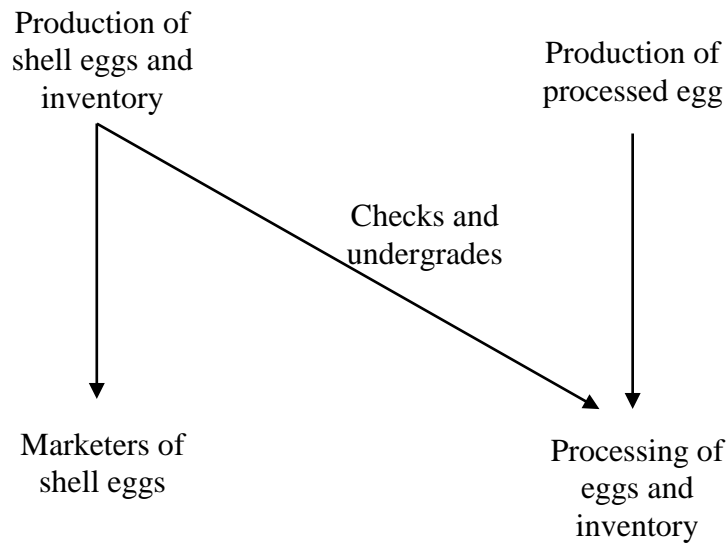 Production of
shell eggs and
inventory
Production of
processed egg
Checks and
undergrades
Marketers of
shell eggs
Processing of
eggs and
inventory